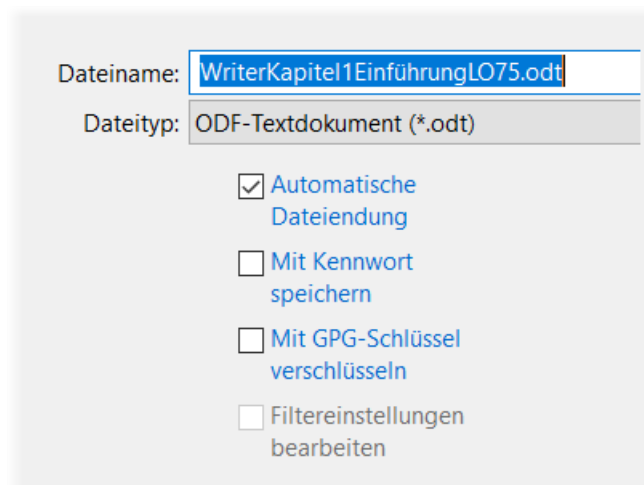 Dateiname: WriterKapitel1EinführungLO75.odt
Dateityp: ODF-Textdokument (*.odt)
Automatische
Dateiendung
Mit Kennwort
speichern
Mit GPG-Schlüssel
verschlüsseln
Filtereinstellungen
bearbeiten